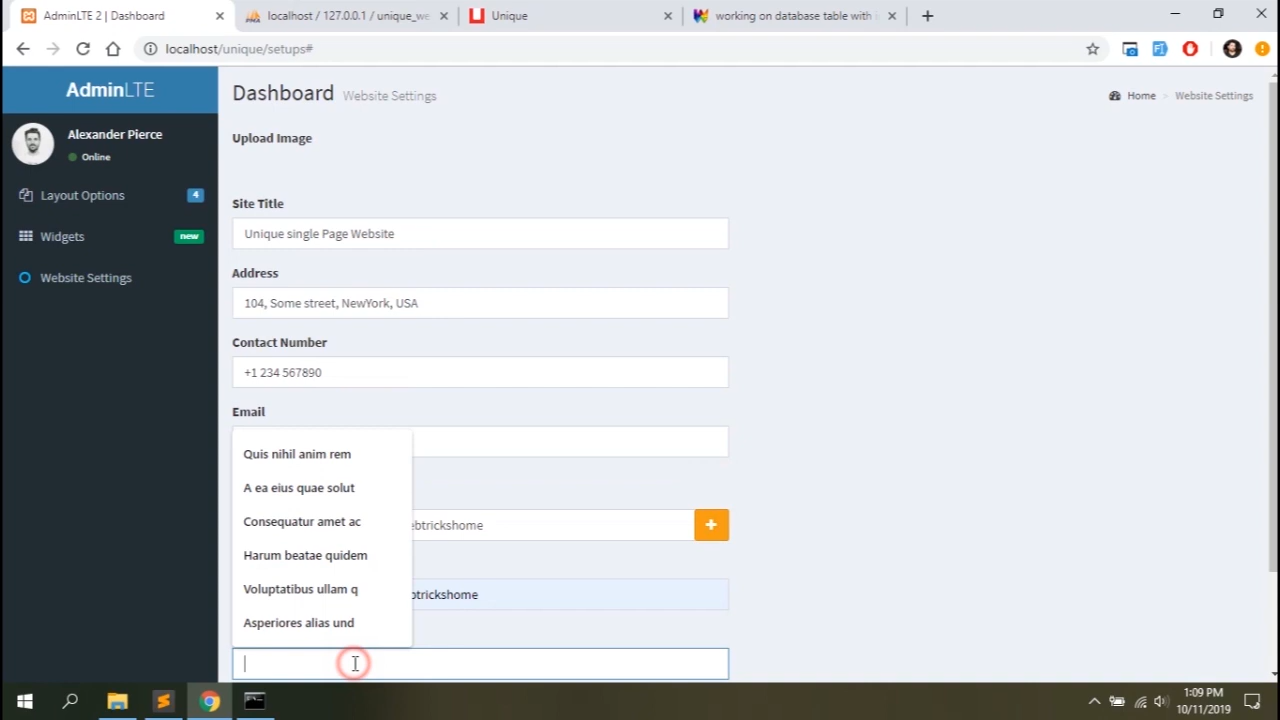 AdminLTE 2 | Dashboard
localhost / 127.0.0.1 / unique_we
Unique
working on database table with i
localhost/unique/setups#
AdminLTE
Dashboard Website Settings
Home > Website Settings
Alexander Pierce
Online
Layout Options 4
Widgets new
Website Settings
Upload Image
Site Title
Unique single Page Website
Address
104, Some street, NewYork, USA
Contact Number
+1 234 567890
Email
Quis nihil anim rem
A ea eius quae solut
Consequatur amet ac
ebtrickshome
+
Harum beatae quidem
Voluptatibus ullam q
btrickshome
Asperiores alias und
1:09 PM
10/11/2019